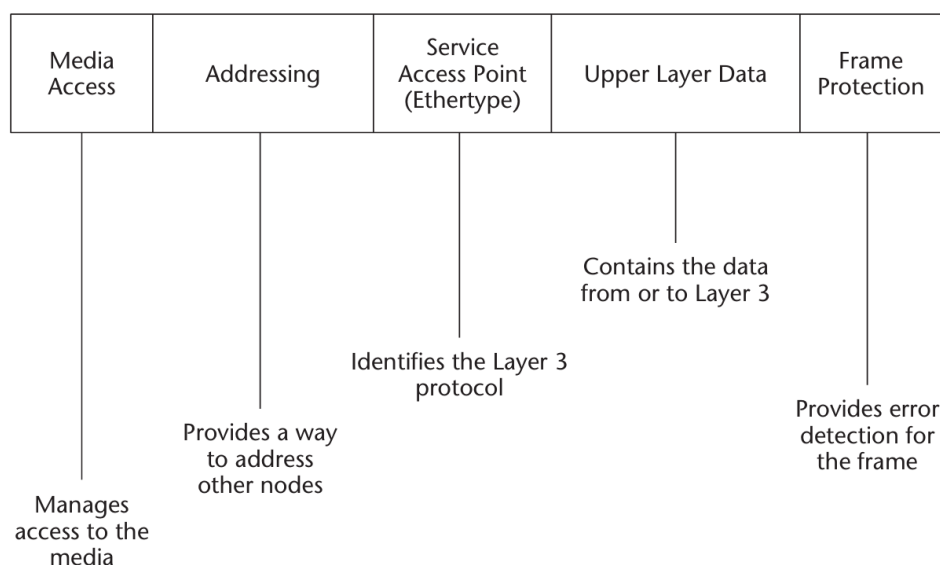 Media
Access
Addressing
Service
Access Point
(Ethertype)
Upper Layer Data
Frame
Protection
Contains the data
from or to Layer 3
Identifies the Layer 3
protocol
Provides error
detection for
the frame
Provides a way
to address
other nodes
Manages
access to the
media